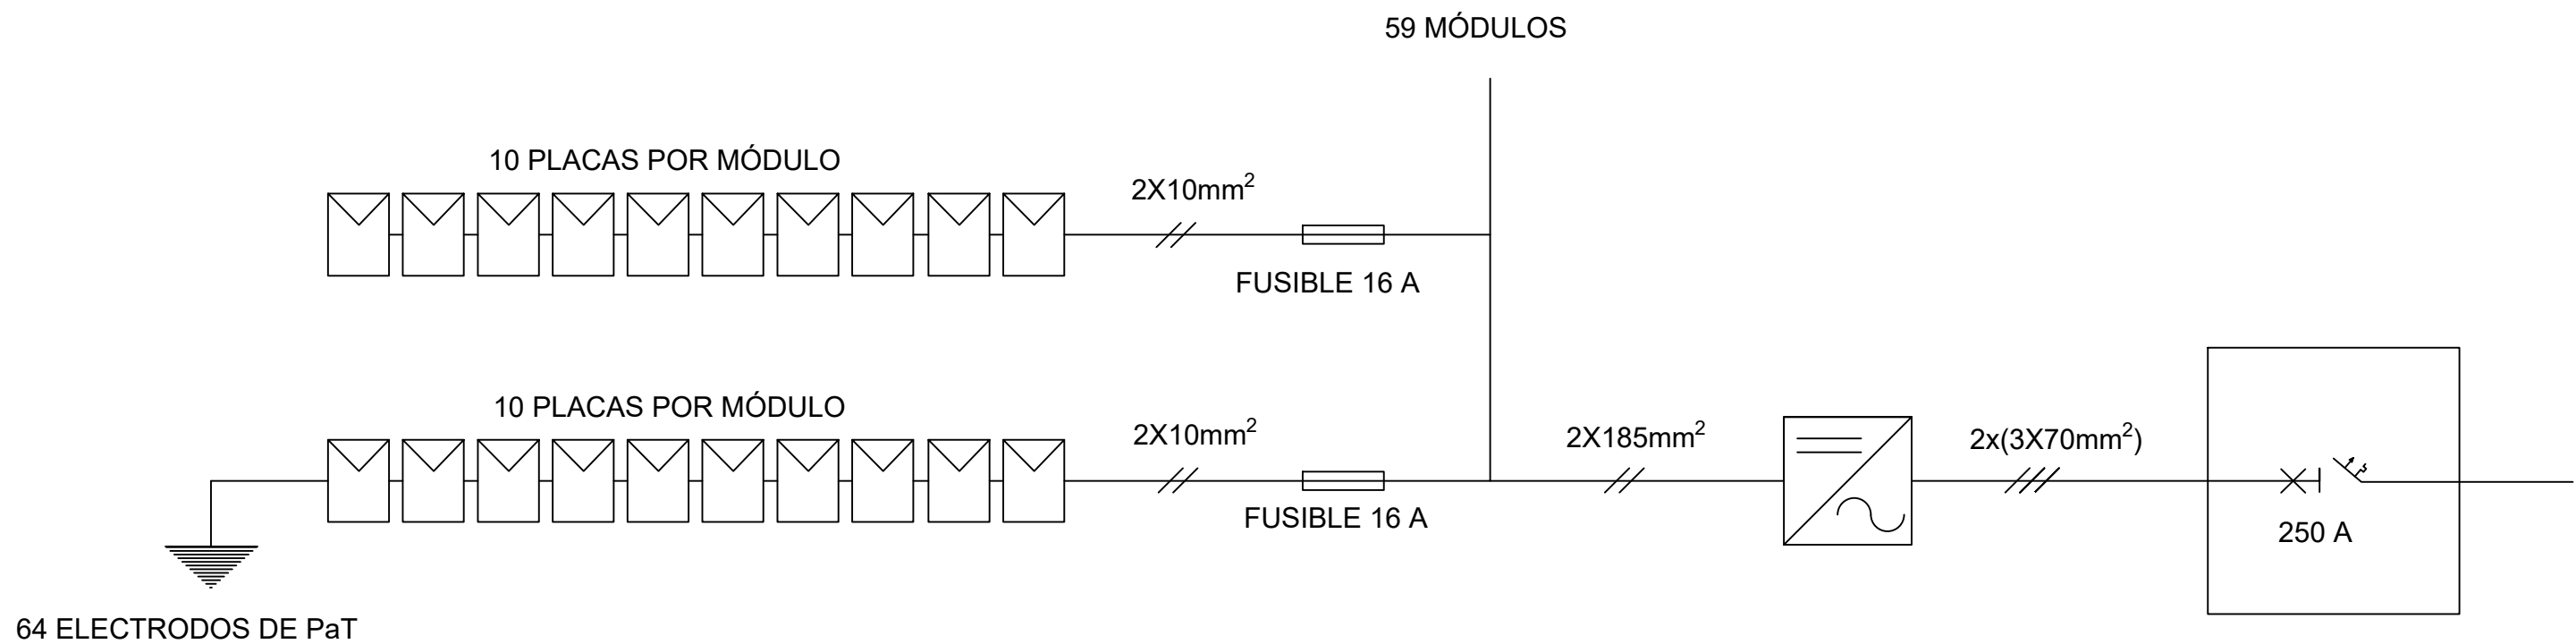 59 MÓDULOS
10 PLACAS POR MÓDULO
2X10mm²
FUSIBLE 16 A
10 PLACAS POR MÓDULO
2X10mm²
2X185mm²
2x(3X70mm²)
FUSIBLE 16 A
250 A
64 ELECTRODOS DE PaT